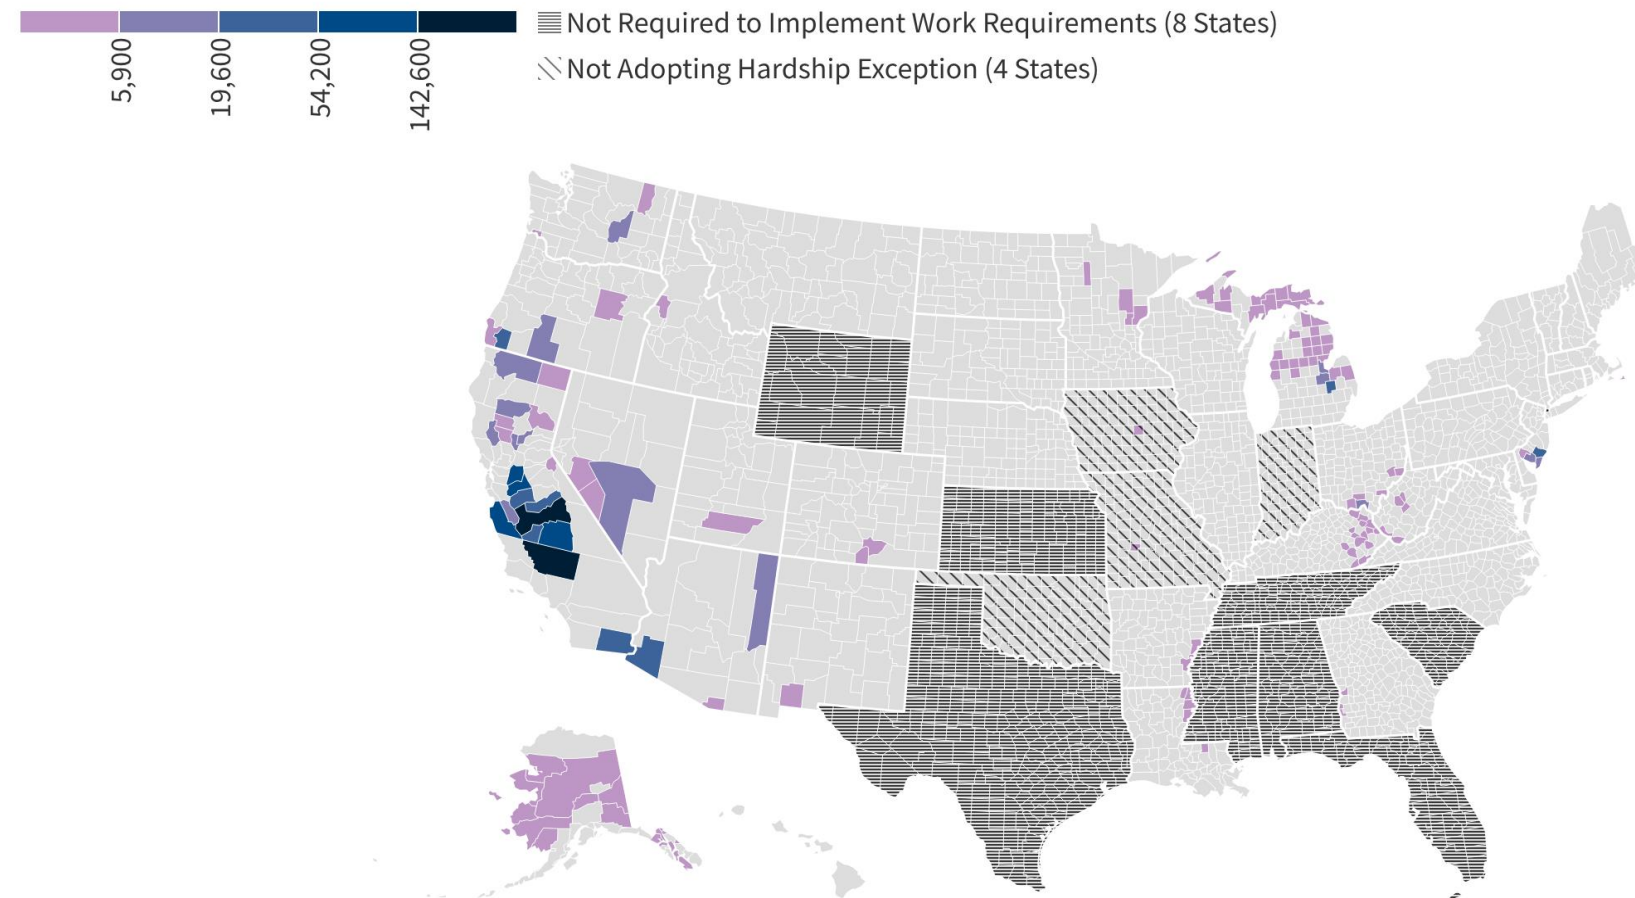 5,900
19,600
54,200
142,600
Not Required to Implement Work Requirements (8 States)
Not Adopting Hardship Exception (4 States)